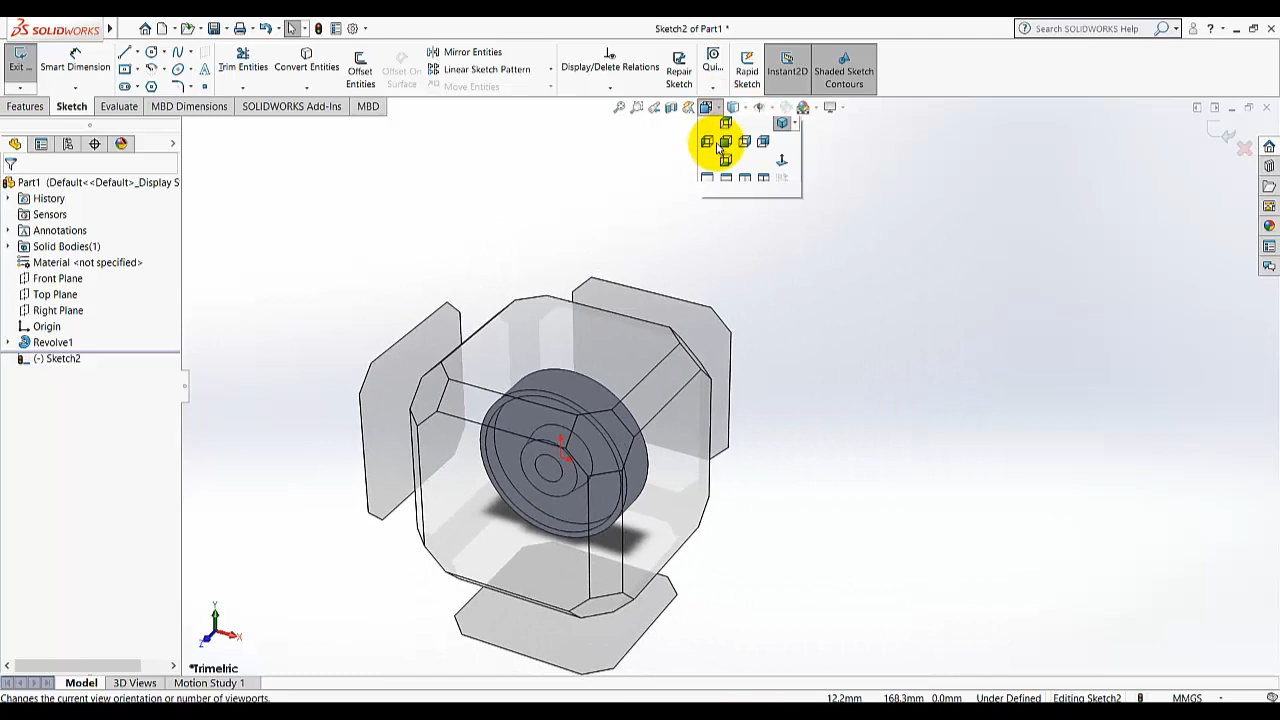 SOLIDWORKS
Sketch2 of Part1 *
Search SOLIDWORKS Help
Exit ...
Smart Dimension
Trim Entities
Convert Entities
Offset Entities
Offset On Surface
Mirror Entities
Linear Sketch Pattern
Move Entities
Display/Delete Relations
Repair Sketch
Qui...
Rapid Sketch
Instant2D
Shaded Sketch Contours
Features
Sketch
Evaluate
MBD Dimensions
SOLIDWORKS Add-Ins
MBD
Part1 (Default<<Default>_Display S
History
Sensors
Annotations
Solid Bodies(1)
Material <not specified>
Front Plane
Top Plane
Right Plane
Origin
Revolve1
(-) Sketch2
Y
X
Z
*Trimetric
Model
3D Views
Motion Study 1
Changes the current view orientation or number of viewports.
12.2mm
168.3mm
0.0mm
Under Defined
Editing Sketch2
MMGS